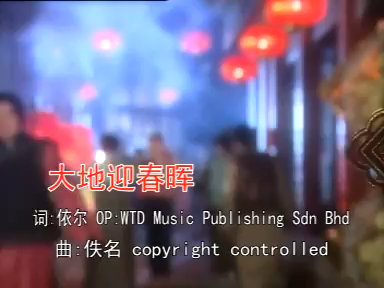 大地迎春晖
词:依尔 OP:WTD Music Publishing Sdn Bhd
曲:佚名 copyright controlled